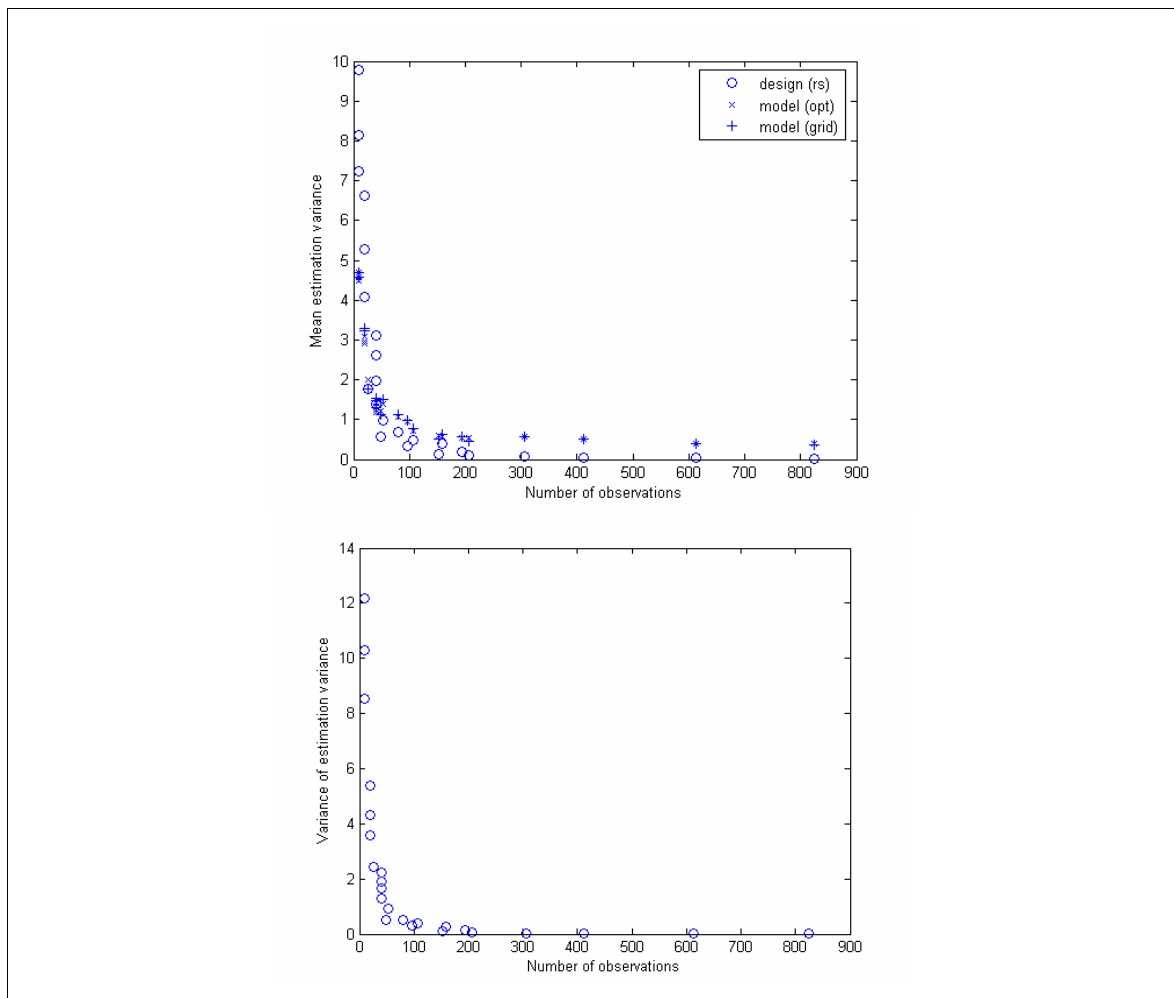 10
9
8
7
6
5
4
3
2
1
0
Mean estimation variance
design (rs)
model (opt)
model (grid)
0 100 200 300 400 500 600 700 800 900
Number of observations
14
12
10
8
6
4
2
0
Variance of estimation variance
0 100 200 300 400 500 600 700 800 900
Number of observations